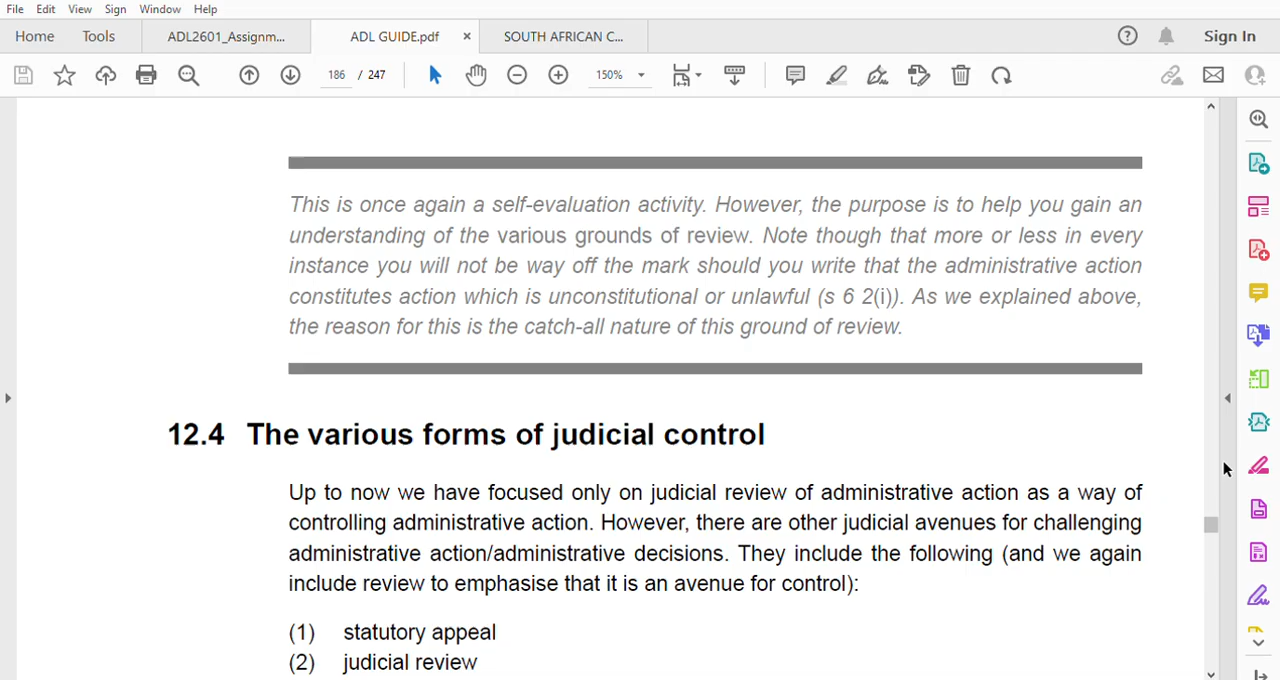 File Edit View Sign Window Help
Home Tools ADL2601_Assignm... ADL GUIDE.pdf × SOUTH AFRICAN C... Sign In
186 / 247 150%
This is once again a self-evaluation activity. However, the purpose is to help you gain an
understanding of the various grounds of review. Note though that more or less in every
instance you will not be way off the mark should you write that the administrative action
constitutes action which is unconstitutional or unlawful (s 6 2(i)). As we explained above,
the reason for this is the catch-all nature of this ground of review.
12.4 The various forms of judicial control
Up to now we have focused only on judicial review of administrative action as a way of
controlling administrative action. However, there are other judicial avenues for challenging
administrative action/administrative decisions. They include the following (and we again
include review to emphasise that it is an avenue for control):
(1) statutory appeal
(2) judicial review